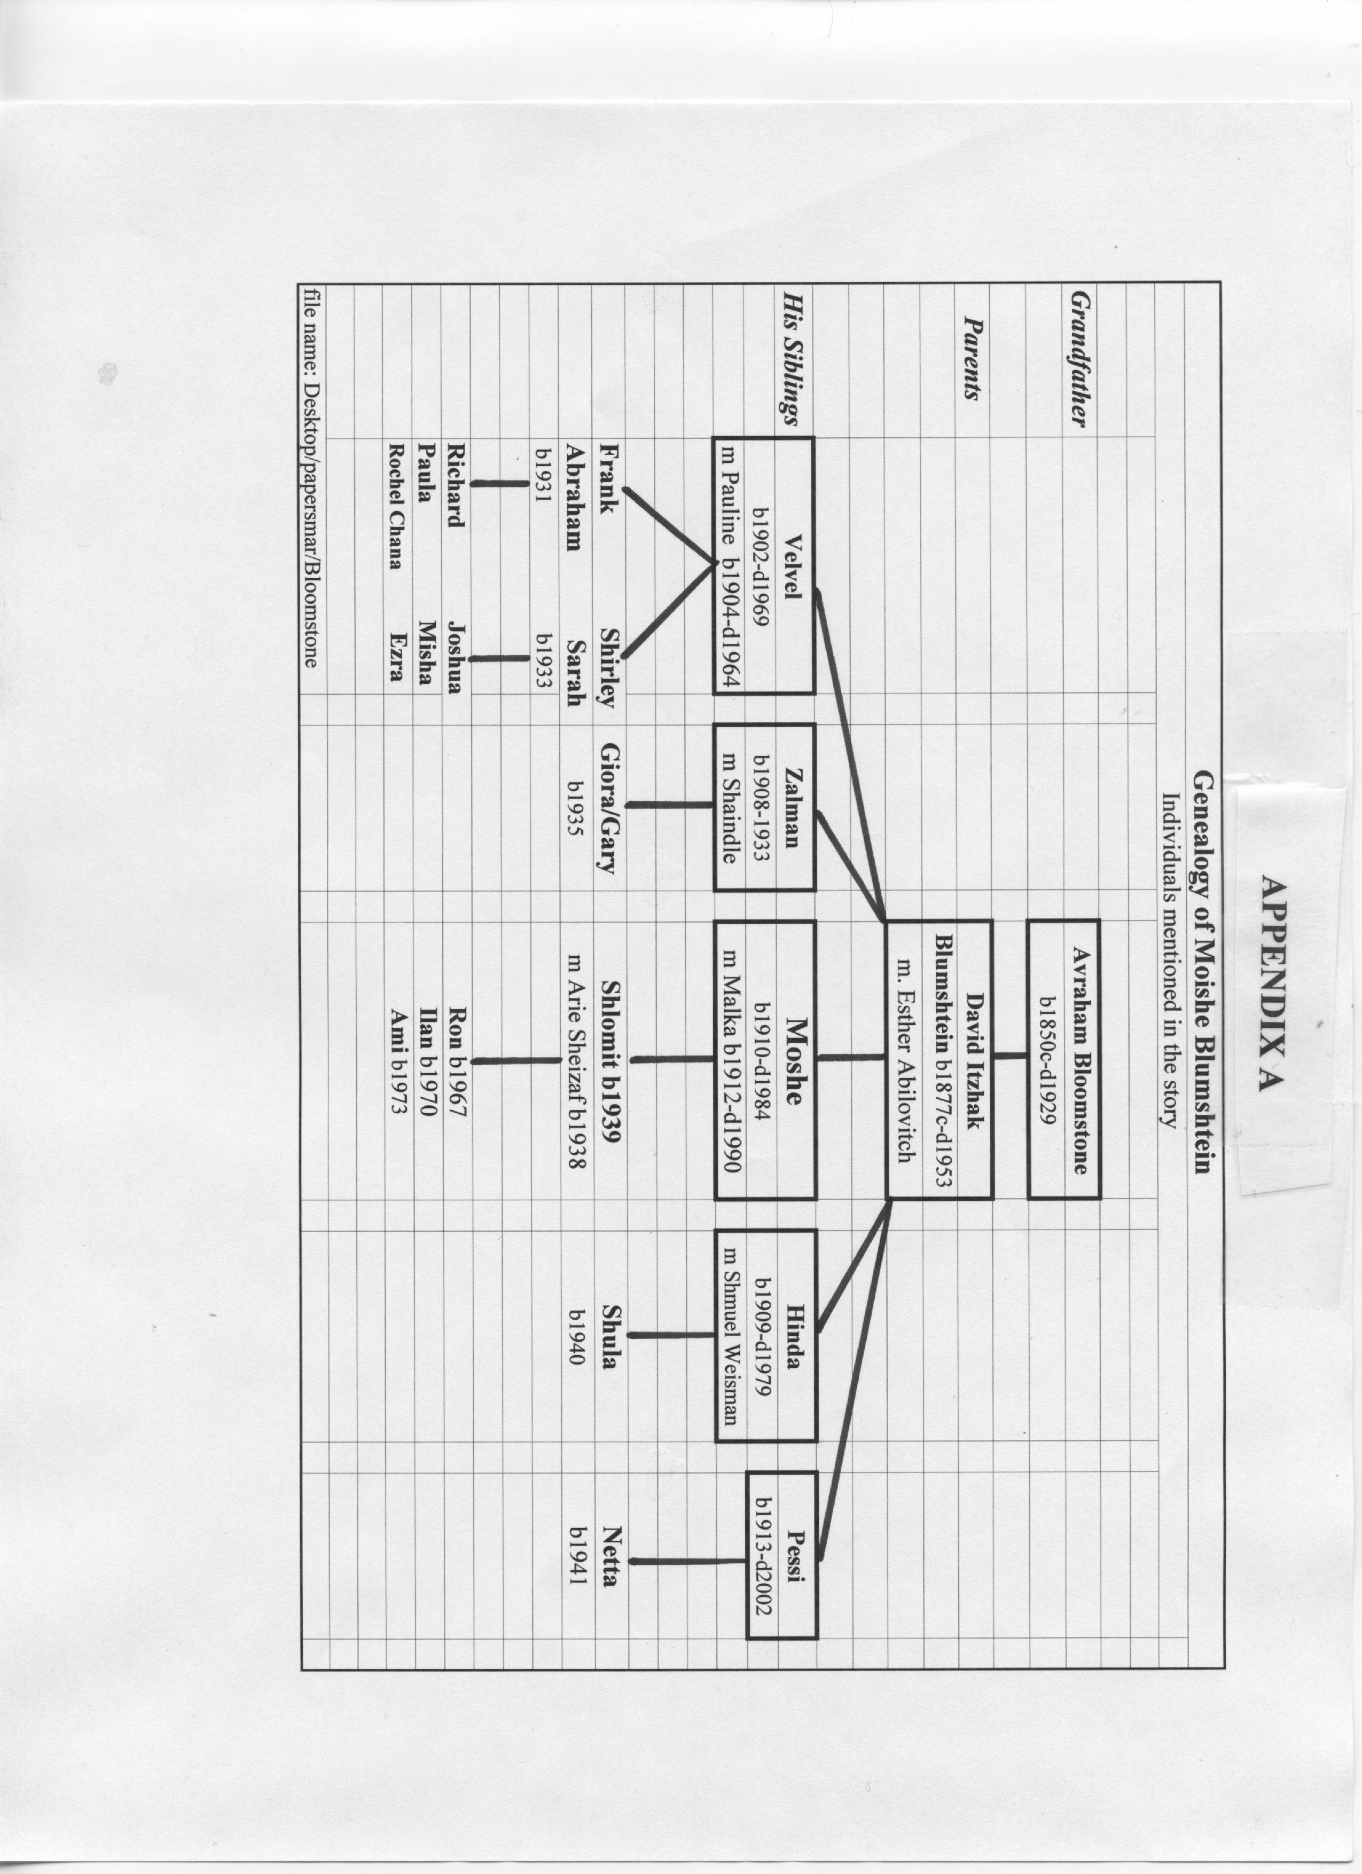 APPENDIX A
Genealogy of Moishe Blumshtein
Individuals mentioned in the story
Grandfather
Avraham Bloomstone
b1850c-d1929
Parents
David Itzhak
Blumshtein b1877c-d1953
m. Esther Abilovitch
His Siblings
Velvel
b1902-d1969
m Pauline b1904-d1964
Zalman
b1908-1933
m Shaindle
Moshe
b1910-d1984
m Malka b1912-d1990
Hinda
b1909-d1979
m Shmuel Weisman
Pessi
b1913-d2002
Frank
Abraham
b1931
Shirley
Sarah
b1933
Giora/Gary
b1935
Shlomit b1939
m Arie Sheizaf b1938
Shula
b1940
Netta
b1941
Richard
Paula
Rochel Chana
Joshua
Misha
Ezra
Ron b1967
Ilan b1970
Ami b1973
file name: Desktop/papersmar/Bloomstone